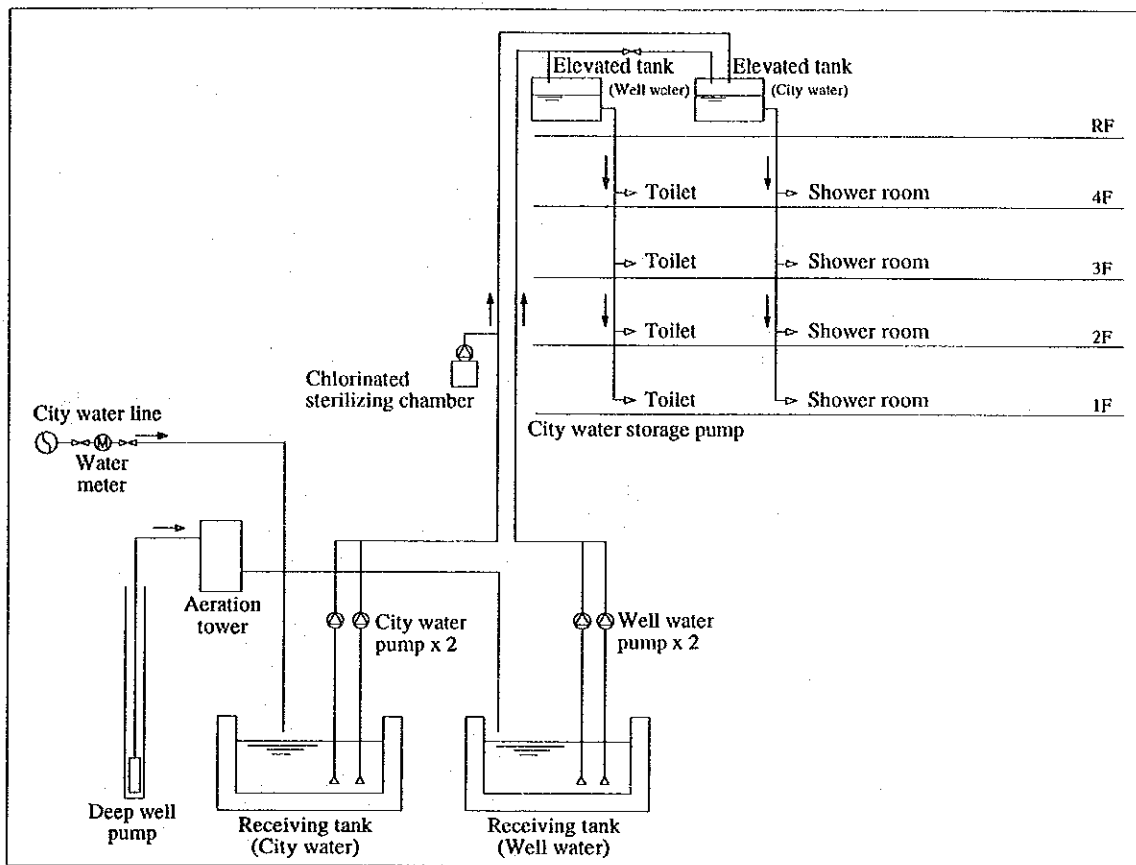 Elevated tank
(Well water)
Elevated tank
(City water)
RF
Toilet
Shower room
4F
Toilet
Shower room
3F
Toilet
Shower room
2F
Chlorinated
sterilizing chamber
Toilet
Shower room
1F
City water storage pump
City water line
M
Water
meter
Aeration
tower
City water
pump x 2
Well water
pump x 2
Deep well
pump
Receiving tank
(City water)
Receiving tank
(Well water)